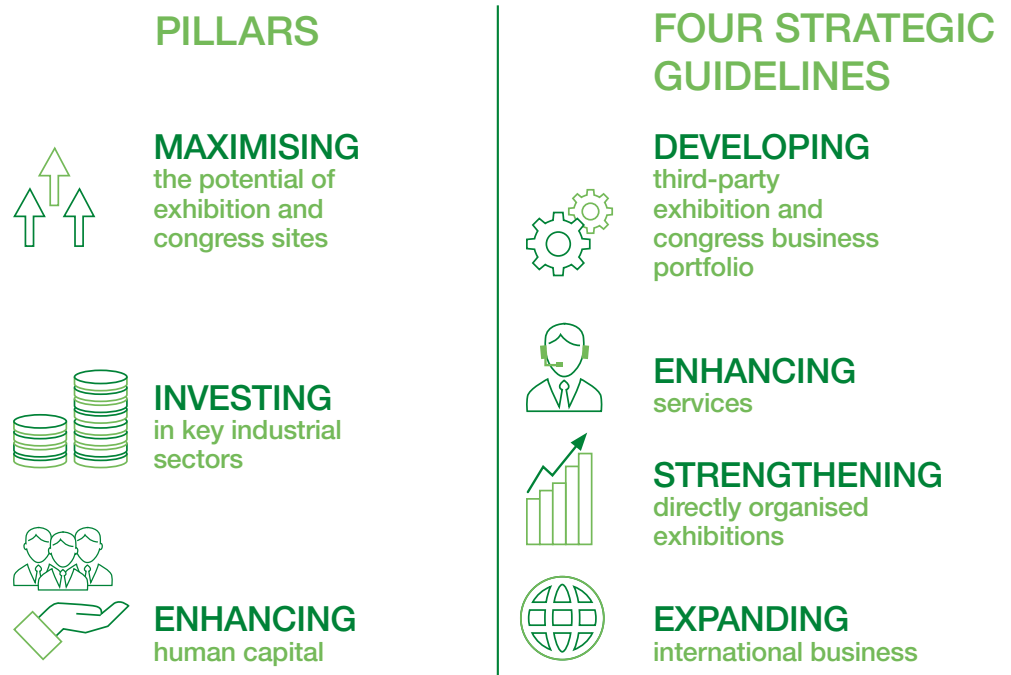 PILLARS
MAXIMISING
the potential of
exhibition and
congress sites
INVESTING
in key industrial
sectors
ENHANCING
human capital
FOUR STRATEGIC
GUIDELINES
DEVELOPING
third-party
exhibition and
congress business
portfolio
ENHANCING
services
STRENGTHENING
directly organised
exhibitions
EXPANDING
international business